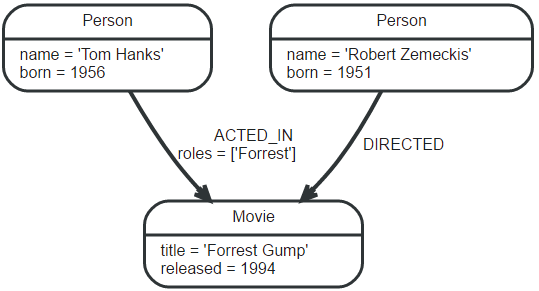 Person
name = 'Tom Hanks'
born = 1956
Person
name = 'Robert Zemeckis'
born = 1951
ACTED_IN
roles = ['Forrest']
DIRECTED
Movie
title = 'Forrest Gump'
released = 1994